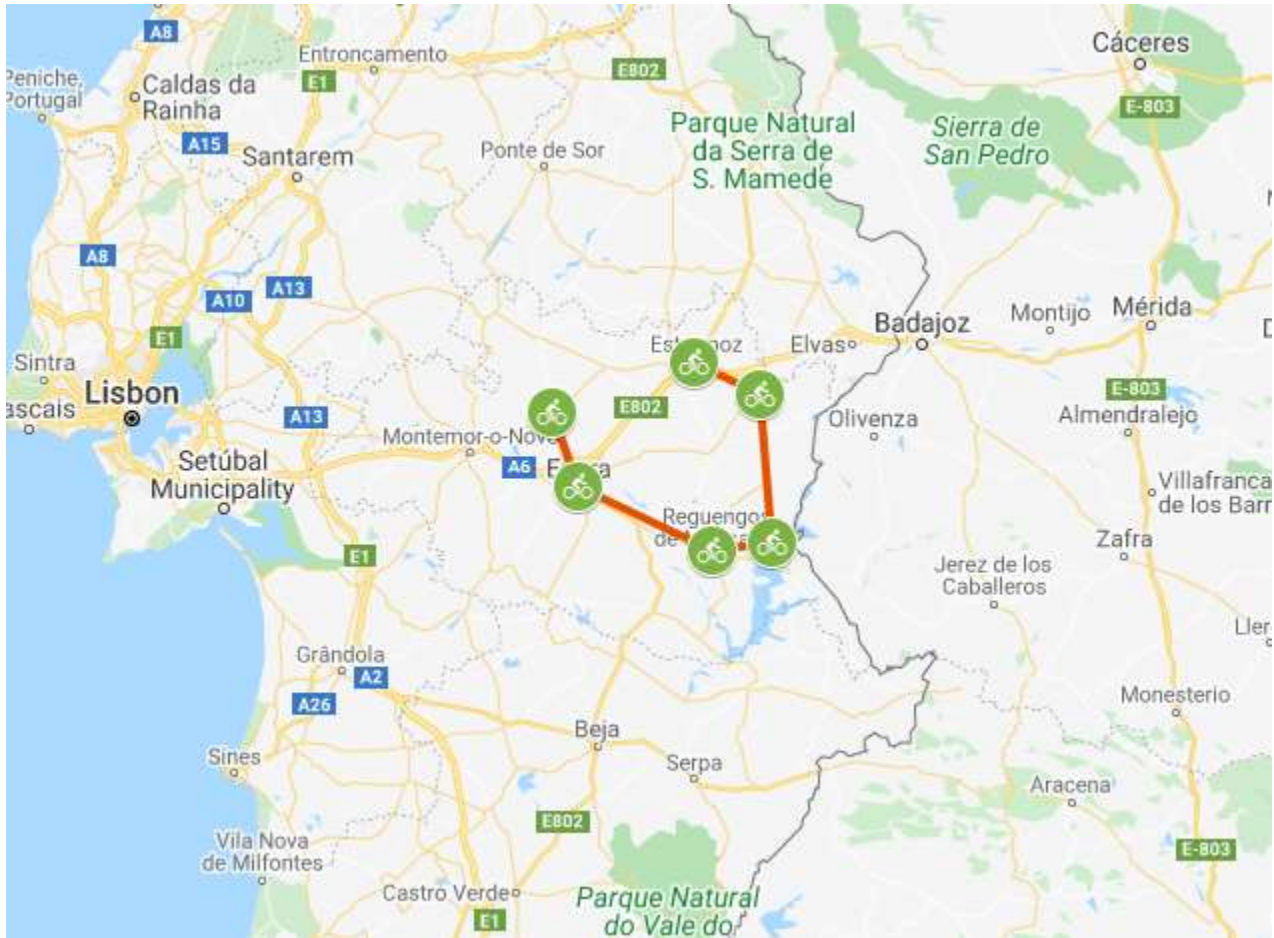 A8
Entroncamento
E802
Cáceres
Peniche,
Portugal
Caldas da
Rainha
E1
E-803
A15
Santarem
Ponte de Sor
Parque Natural
da Serra de
S. Mamede
Sierra de
San Pedro
A8
A10
A13
E1
Badajoz
Montijo
Mérida
Sintra
Lisbon
Elvas
E-803
ascais
A13
E802
Olivenza
Almendralejo
Montemor-o-Nov
A6
Setúbal
Municipality
Villafranca
de los Barr
Reguengos
de
E1
Zafra
Jerez de los
Caballeros
Grândola
A2
Ller
A26
Monesterio
Beja
Sines
Serpa
Aracena
E802
Vila Nova
de Milfontes
E-803
Castro Verde
Parque Natural
do Vale do
E1